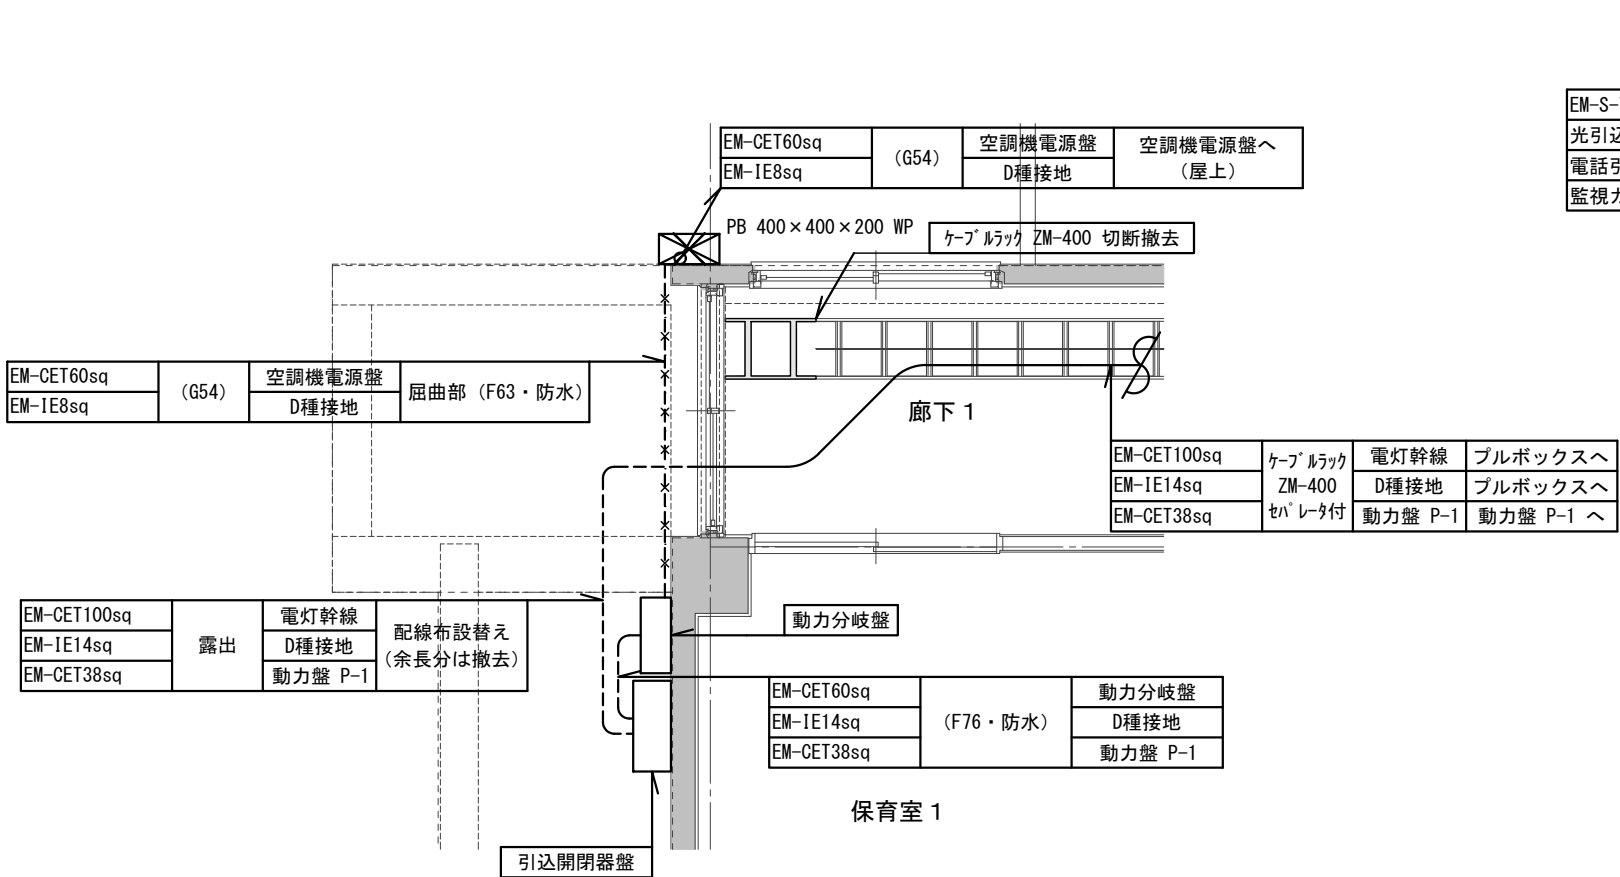 EM-S-
光引込
電話引
監視カ
EM-CET60sq (G54) 空調機電源盤 空調機電源盤へ
EM-IE8sq D種接地 (屋上)
PB 400×400×200 WP
ケーブルラック ZM-400 切断撤去
EM-CET60sq (G54) 空調機電源盤 屈曲部（F63・防水）
EM-IE8sq D種接地
廊下１
EM-CET100sq ケーブルラック 電灯幹線 プルボックスへ
EM-IE14sq ZM-400 D種接地 プルボックスへ
EM-CET38sq セパレータ付 動力盤 P-1 動力盤 P-1 へ
EM-CET100sq 露出 電灯幹線 配線布設替え
EM-IE14sq D種接地 (余長分は撤去)
EM-CET38sq 動力盤 P-1
動力分岐盤
EM-CET60sq (F76・防水) 動力分岐盤
EM-IE14sq D種接地
EM-CET38sq 動力盤 P-1
保育室１
引込開閉器盤